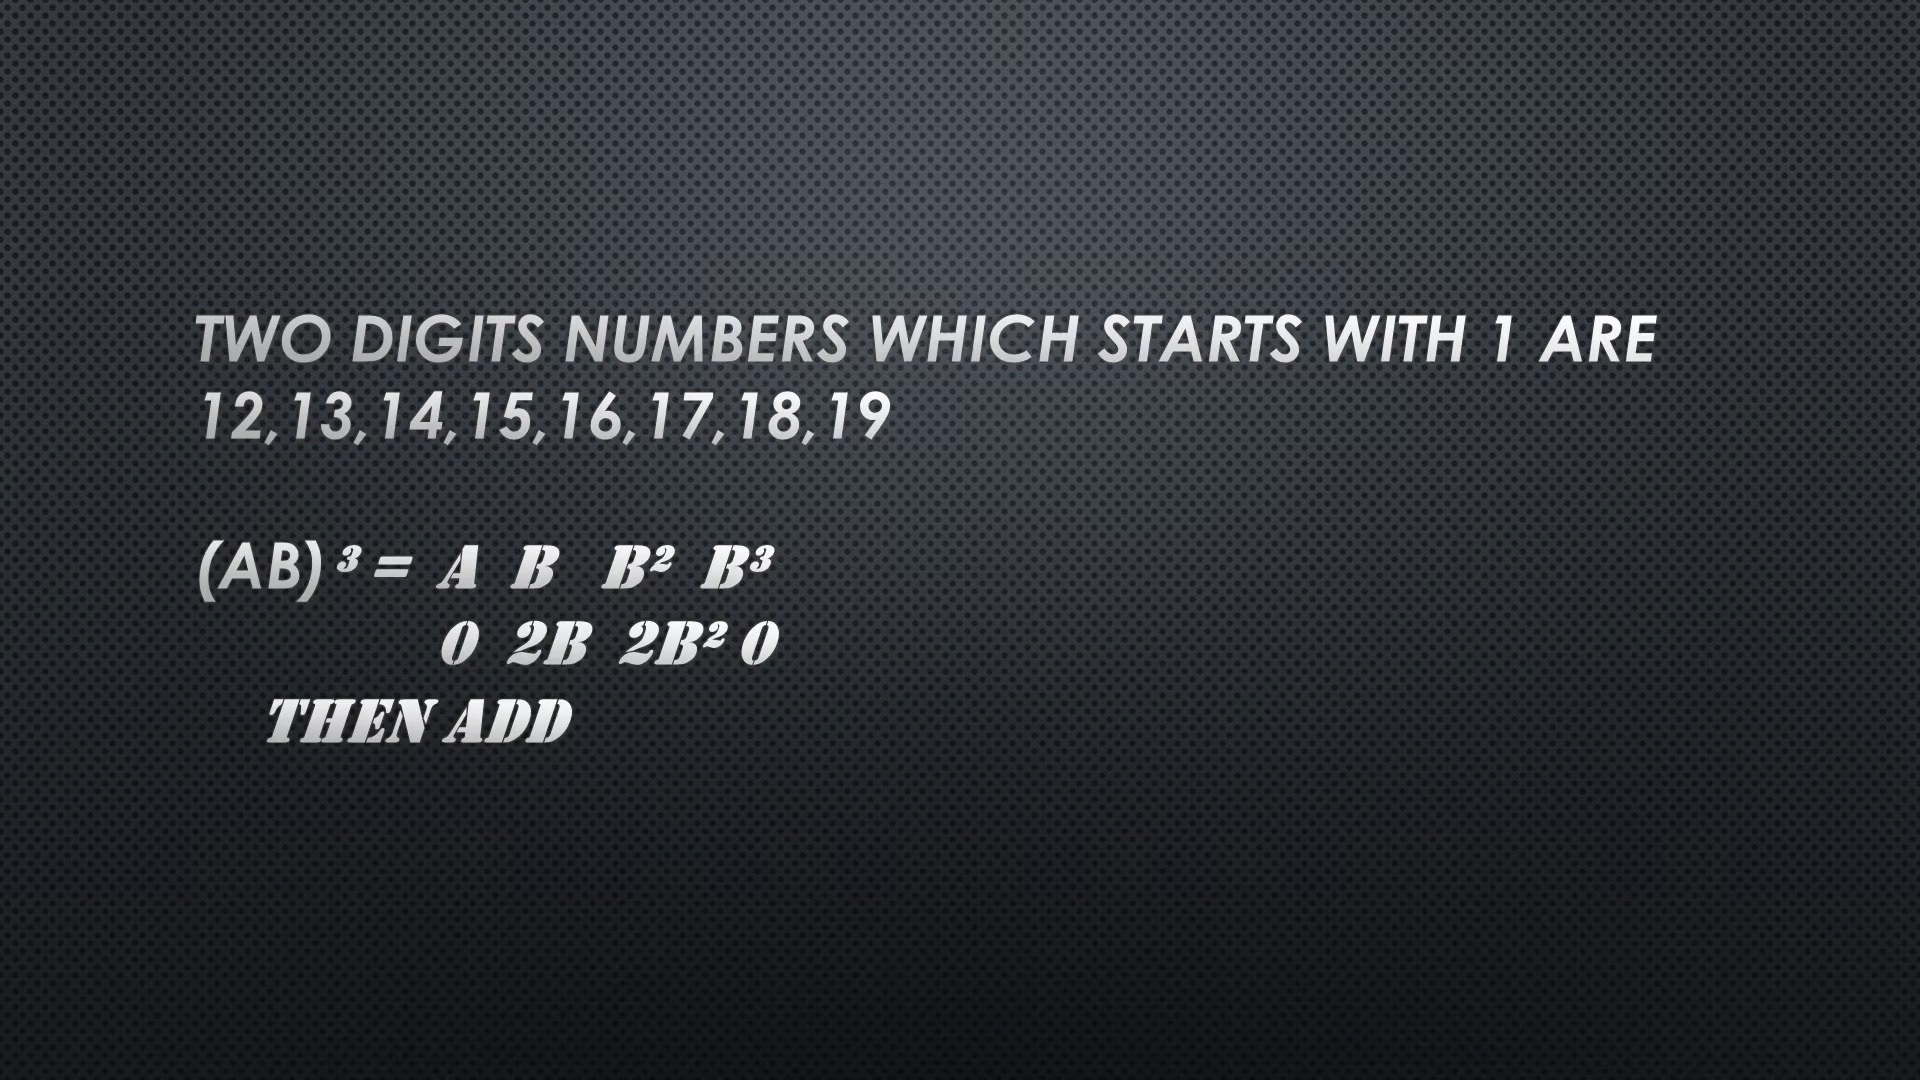 TWO DIGITS NUMBERS WHICH STARTS WITH 1 ARE
12,13,14,15,16,17,18,19
(AB)³ = A B B² B³
0 2B 2B² 0
THEN ADD